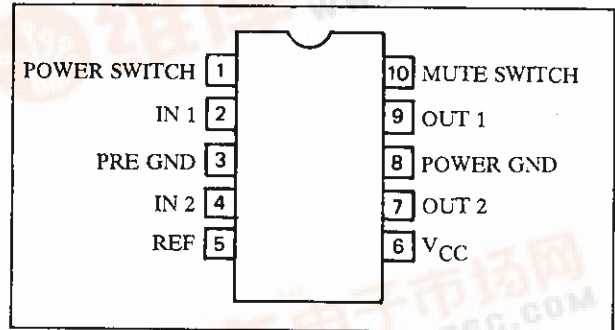 POWER SWITCH 1
IN 1 2
PRE GND 3
IN 2 4
REF 5
10 MUTE SWITCH
9 OUT 1
8 POWER GND
7 OUT 2
6 VCC